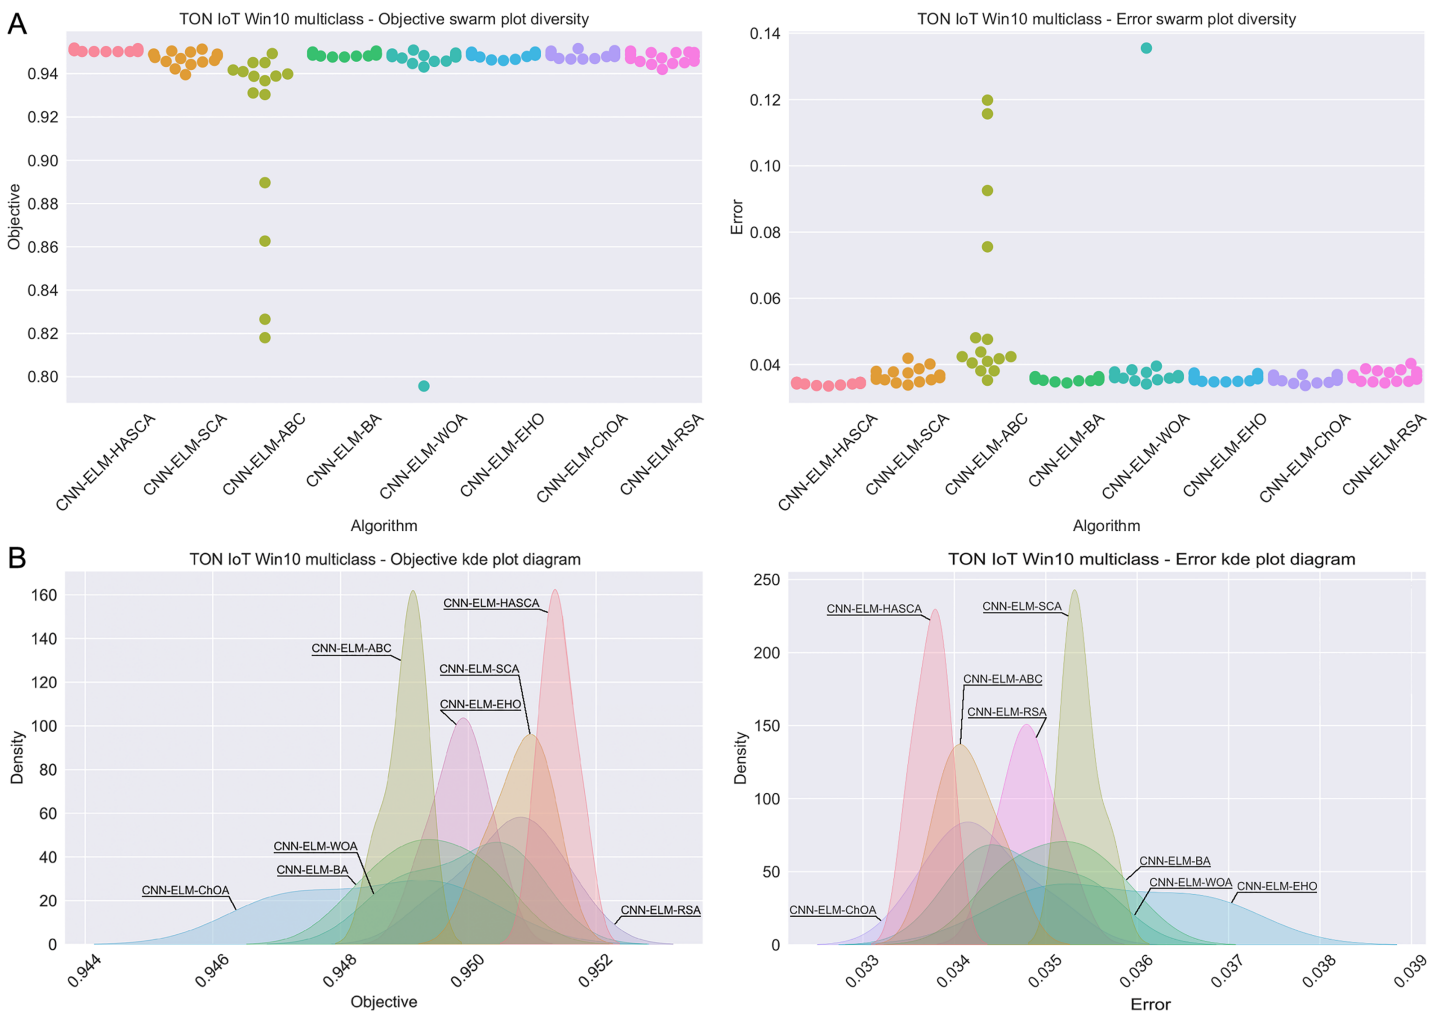 A
TON IoT Win10 multiclass - Objective swarm plot diversity
Objective
0.94
0.92
0.90
0.88
0.86
0.84
0.82
0.80
CNN-ELM-HASCA
CNN-ELM-SCA
CNN-ELM-ABC
CNN-ELM-BA
CNN-ELM-WOA
CNN-ELM-EHO
CNN-ELM-ChOA
CNN-ELM-RSA
Algorithm
TON IoT Win10 multiclass - Error swarm plot diversity
Error
0.14
0.12
0.10
0.08
0.06
0.04
CNN-ELM-HASCA
CNN-ELM-SCA
CNN-ELM-ABC
CNN-ELM-BA
CNN-ELM-WOA
CNN-ELM-EHO
CNN-ELM-ChOA
CNN-ELM-RSA
Algorithm
B
TON IoT Win10 multiclass - Objective kde plot diagram
Density
160
140
120
100
80
60
40
20
0
CNN-ELM-HASCA
CNN-ELM-ABC
CNN-ELM-SCA
CNN-ELM-EHO
CNN-ELM-WOA
CNN-ELM-BA
CNN-ELM-ChOA
CNN-ELM-RSA
0.944
0.946
0.948
0.950
0.952
Objective
TON IoT Win10 multiclass - Error kde plot diagram
Density
250
200
150
100
50
0
CNN-ELM-HASCA
CNN-ELM-SCA
CNN-ELM-ABC
CNN-ELM-RSA
CNN-ELM-BA
CNN-ELM-WOA
CNN-ELM-EHO
CNN-ELM-ChOA
0.033
0.034
0.035
0.036
0.037
0.038
0.039
Error